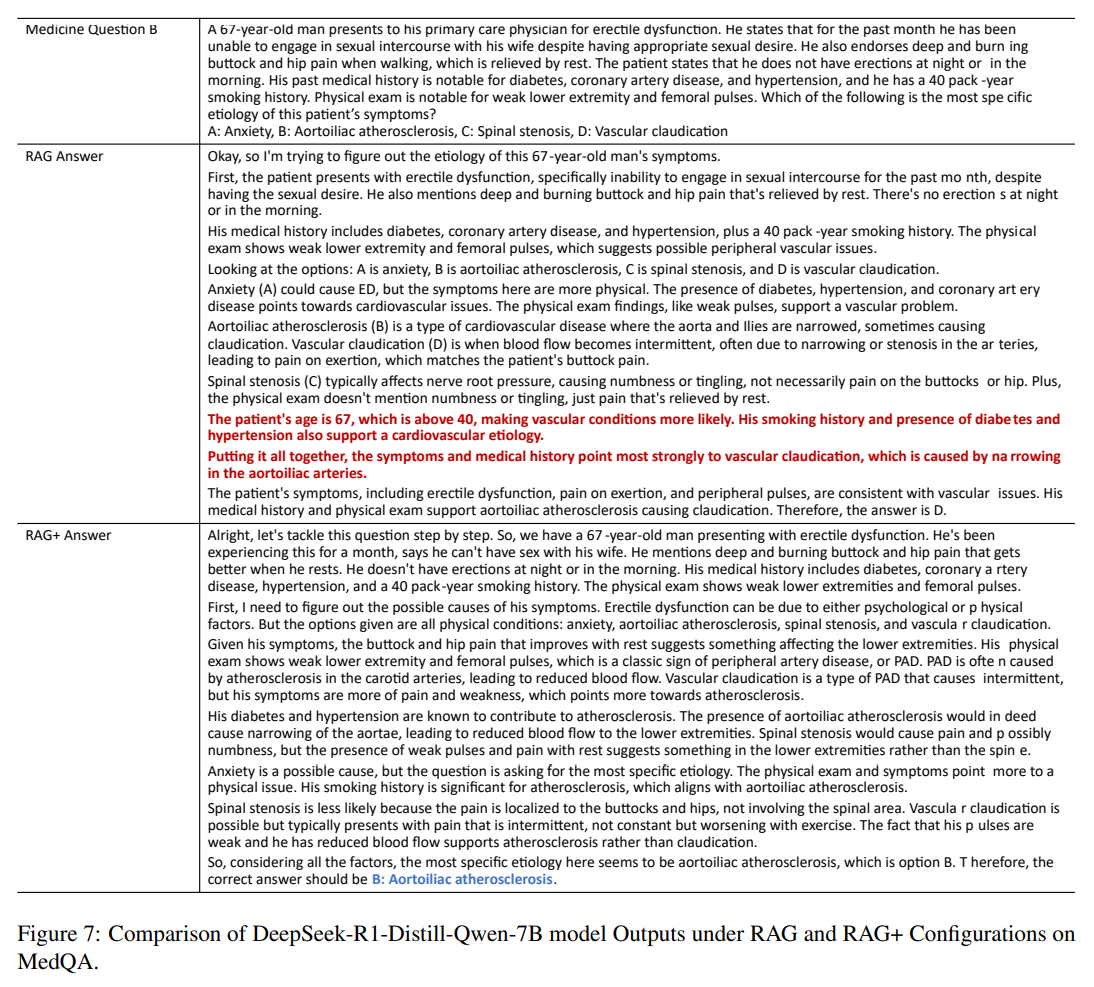 Medicine Question B
A 67-year-old man presents to his primary care physician for erectile dysfunction. He states that for the past month he has been
unable to engage in sexual intercourse with his wife despite having appropriate sexual desire. He also endorses deep and burn ing
buttock and hip pain when walking, which is relieved by rest. The patient states that he does not have erections at night or in the
morning. His past medical history is notable for diabetes, coronary artery disease, and hypertension, and he has a 40 pack -year
smoking history. Physical exam is notable for weak lower extremity and femoral pulses. Which of the following is the most spe cific
etiology of this patient's symptoms?
A: Anxiety, B: Aortoiliac atherosclerosis, C: Spinal stenosis, D: Vascular claudication
RAG Answer
Okay, so I'm trying to figure out the etiology of this 67-year-old man's symptoms.
First, the patient presents with erectile dysfunction, specifically inability to engage in sexual intercourse for the past mo nth, despite
having the sexual desire. He also mentions deep and burning buttock and hip pain that's relieved by rest. There's no erection s at night
or in the morning.
His medical history includes diabetes, coronary artery disease, and hypertension, plus a 40 pack -year smoking history. The physical
exam shows weak lower extremity and femoral pulses, which suggests possible peripheral vascular issues.
Looking at the options: A is anxiety, B is aortoiliac atherosclerosis, C is spinal stenosis, and D is vascular claudication.
Anxiety (A) could cause ED, but the symptoms here are more physical. The presence of diabetes, hypertension, and coronary art ery
disease points towards cardiovascular issues. The physical exam findings, like weak pulses, support a vascular problem.
Aortoiliac atherosclerosis (B) is a type of cardiovascular disease where the aorta and Ilies are narrowed, sometimes causing
claudication. Vascular claudication (D) is when blood flow becomes intermittent, often due to narrowing or stenosis in the ar teries,
leading to pain on exertion, which matches the patient's buttock pain.
Spinal stenosis (C) typically affects nerve root pressure, causing numbness or tingling, not necessarily pain on the buttocks or hip. Plus,
the physical exam doesn't mention numbness or tingling, just pain that's relieved by rest.
The patient's age is 67, which is above 40, making vascular conditions more likely. His smoking history and presence of diabe tes and
hypertension also support a cardiovascular etiology.
Putting it all together, the symptoms and medical history point most strongly to vascular claudication, which is caused by na rrowing
in the aortoiliac arteries.
The patient's symptoms, including erectile dysfunction, pain on exertion, and peripheral pulses, are consistent with vascular issues. His
medical history and physical exam support aortoiliac atherosclerosis causing claudication. Therefore, the answer is D.
RAG+ Answer
Alright, let's tackle this question step by step. So, we have a 67 -year-old man presenting with erectile dysfunction. He's been
experiencing this for a month, says he can't have sex with his wife. He mentions deep and burning buttock and hip pain that gets
better when he rests. He doesn't have erections at night or in the morning. His medical history includes diabetes, coronary a rtery
disease, hypertension, and a 40 pack-year smoking history. The physical exam shows weak lower extremities and femoral pulses.
First, I need to figure out the possible causes of his symptoms. Erectile dysfunction can be due to either psychological or p hysical
factors. But the options given are all physical conditions: anxiety, aortoiliac atherosclerosis, spinal stenosis, and vascula r claudication.
Given his symptoms, the buttock and hip pain that improves with rest suggests something affecting the lower extremities. His physical
exam shows weak lower extremity and femoral pulses, which is a classic sign of peripheral artery disease, or PAD. PAD is ofte n caused
by atherosclerosis in the carotid arteries, leading to reduced blood flow. Vascular claudication is a type of PAD that causes intermittent,
but his symptoms are more of pain and weakness, which points more towards atherosclerosis.
His diabetes and hypertension are known to contribute to atherosclerosis. The presence of aortoiliac atherosclerosis would in deed
cause narrowing of the aortae, leading to reduced blood flow to the lower extremities. Spinal stenosis would cause pain and p ossibly
numbness, but the presence of weak pulses and pain with rest suggests something in the lower extremities rather than the spin e.
Anxiety is a possible cause, but the question is asking for the most specific etiology. The physical exam and symptoms point more to a
physical issue. His smoking history is significant for atherosclerosis, which aligns with aortoiliac atherosclerosis.
Spinal stenosis is less likely because the pain is localized to the buttocks and hips, not involving the spinal area. Vascula r claudication is
possible but typically presents with pain that is intermittent, not constant but worsening with exercise. The fact that his p ulses are
weak and he has reduced blood flow supports atherosclerosis rather than claudication.
So, considering all the factors, the most specific etiology here seems to be aortoiliac atherosclerosis, which is option B. T herefore, the
correct answer should be B: Aortoiliac atherosclerosis.
Figure 7: Comparison of DeepSeek-R1-Distill-Qwen-7B model Outputs under RAG and RAG+ Configurations on
MedQA.